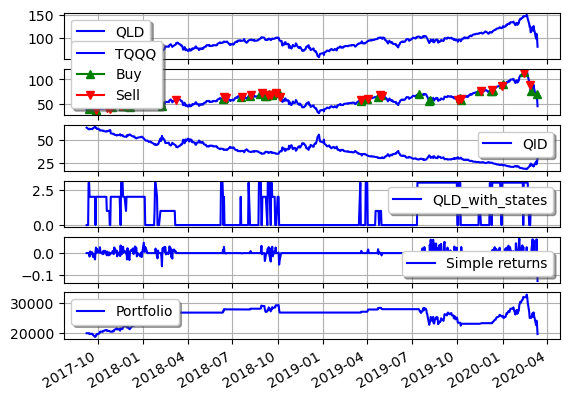 150
100
QLD
100
50
TQQQ
Buy
Sell
50
25
QID
2.5
0.0
QLD_with_states
0.0
−0.1
Simple returns
30000
20000
Portfolio
2017-10
2018-01
2018-04
2018-07
2018-10
2019-01
2019-04
2019-07
2019-10
2020-01
2020-04